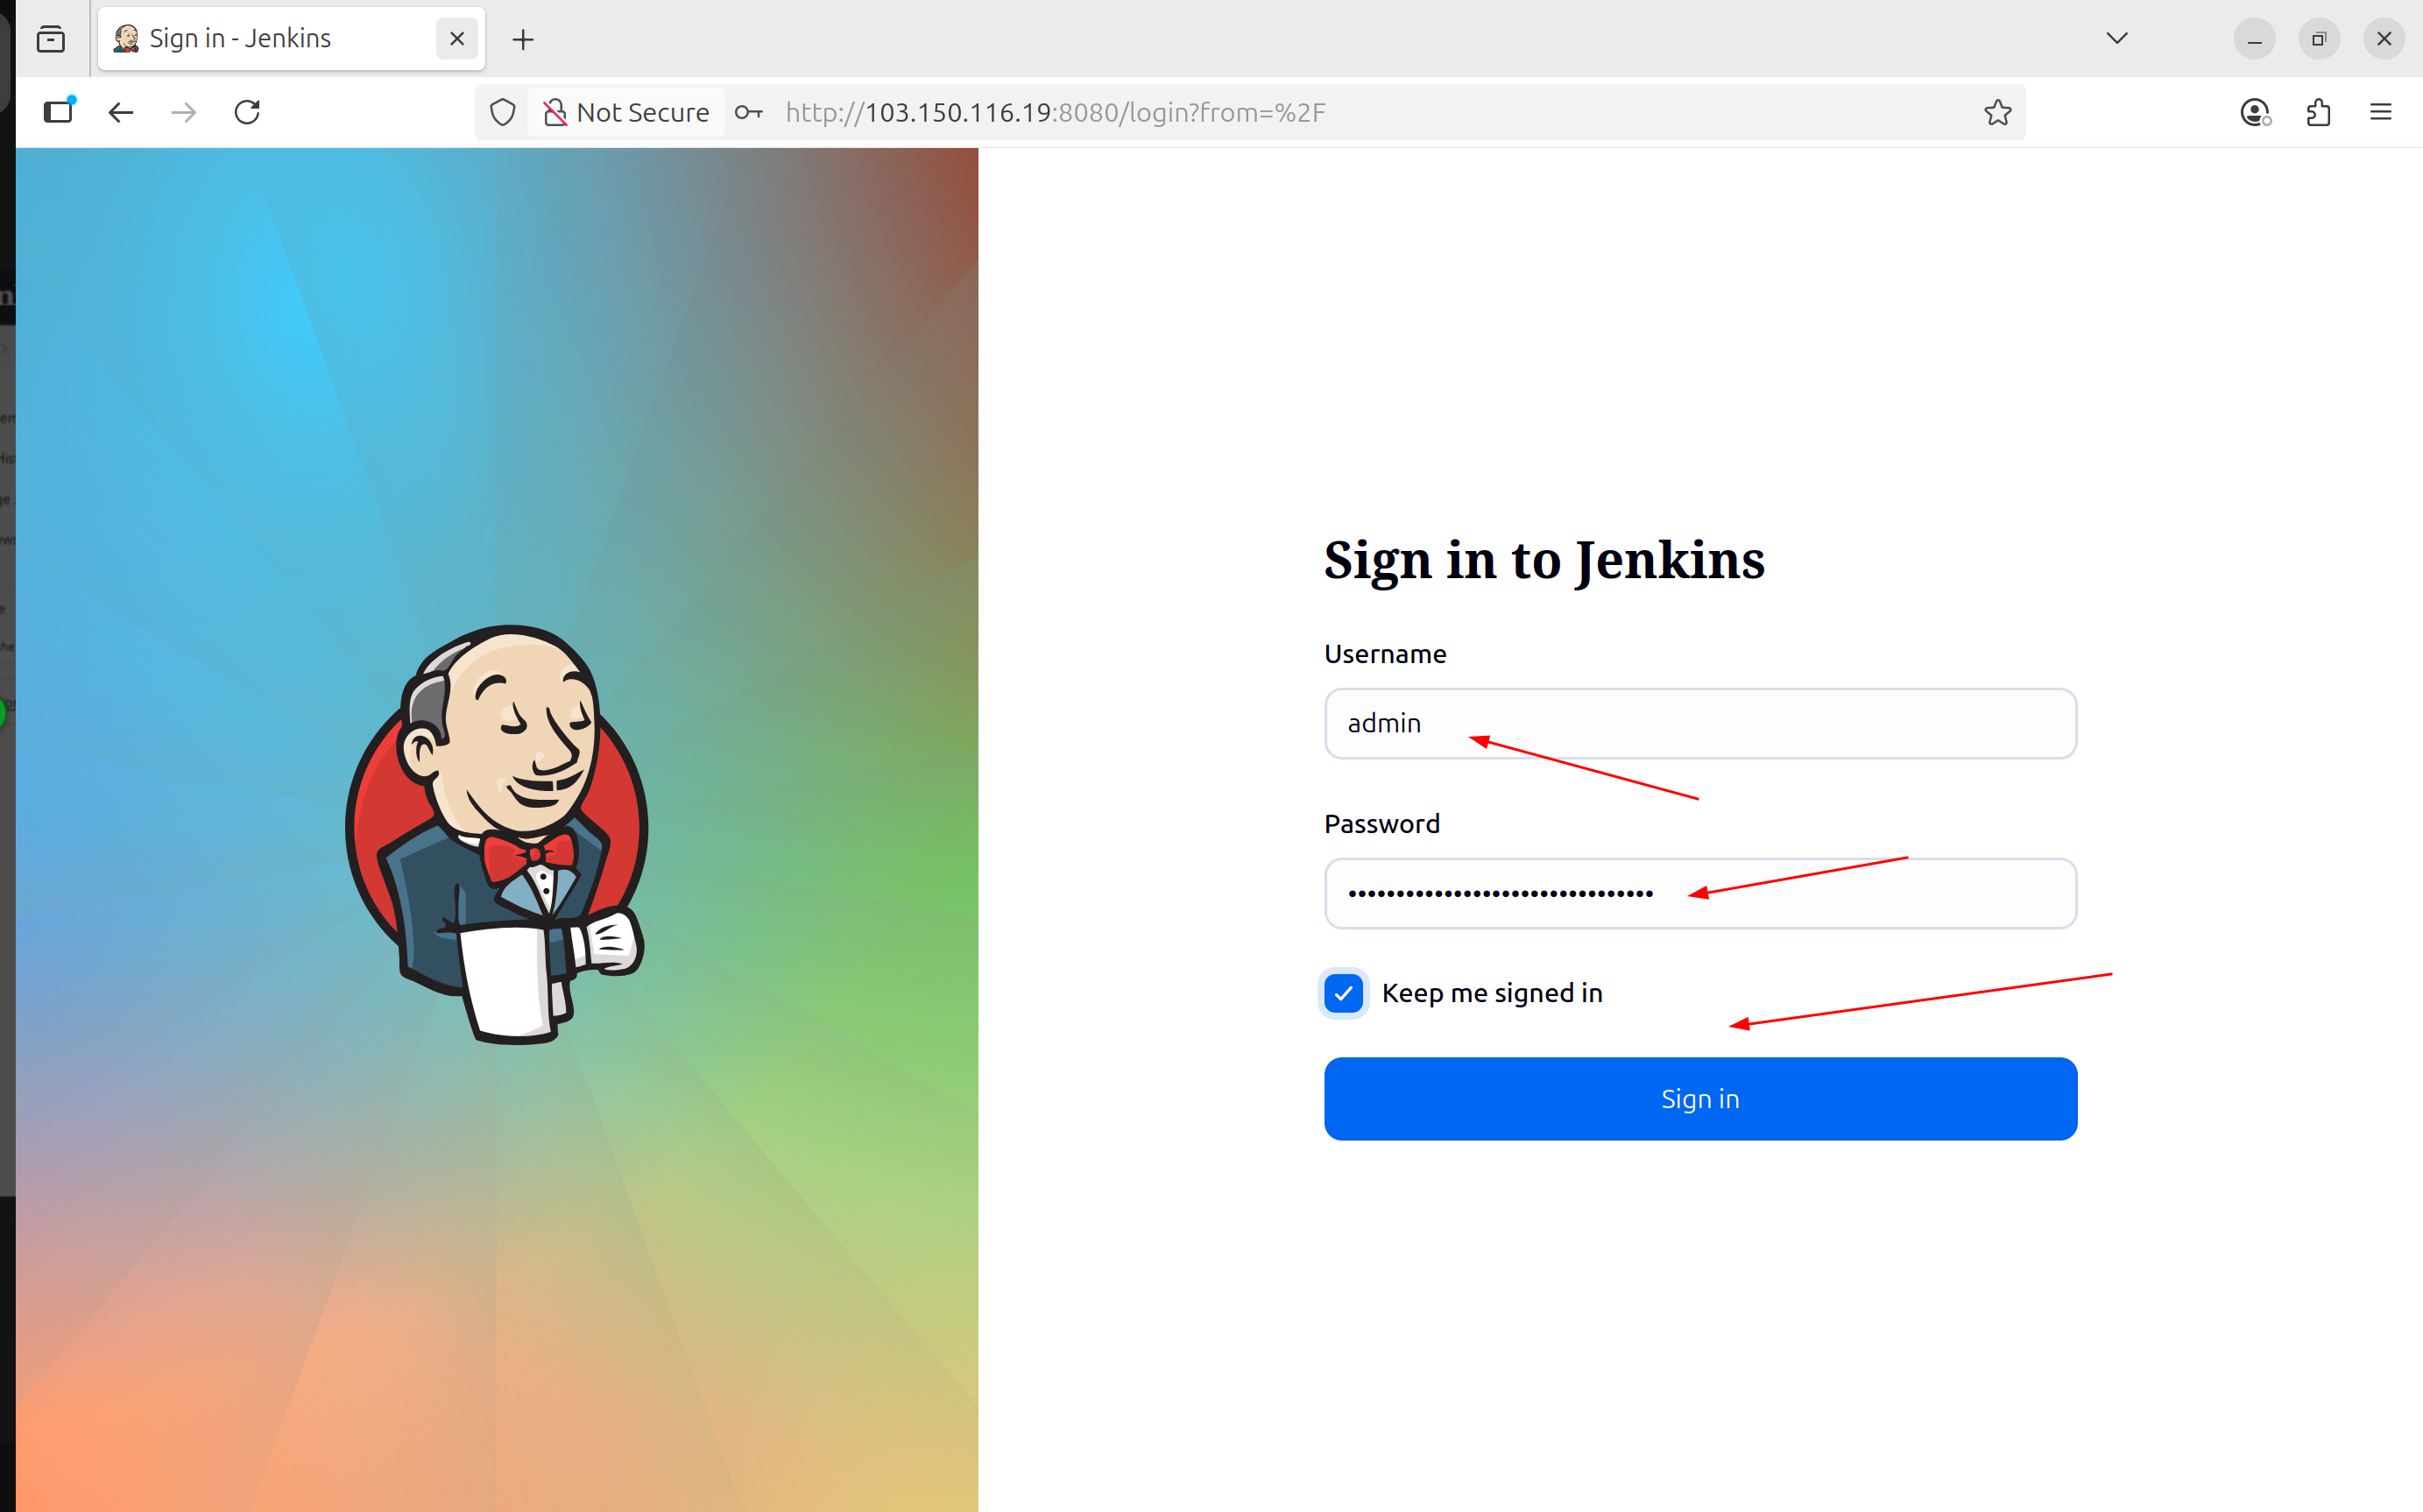 Sign in - Jenkins
Not Secure http://103.150.116.19:8080/login?from=%2F
Sign in to Jenkins
Username
admin
Password
••••••••••••••••••••••••••••••••
Keep me signed in
Sign in